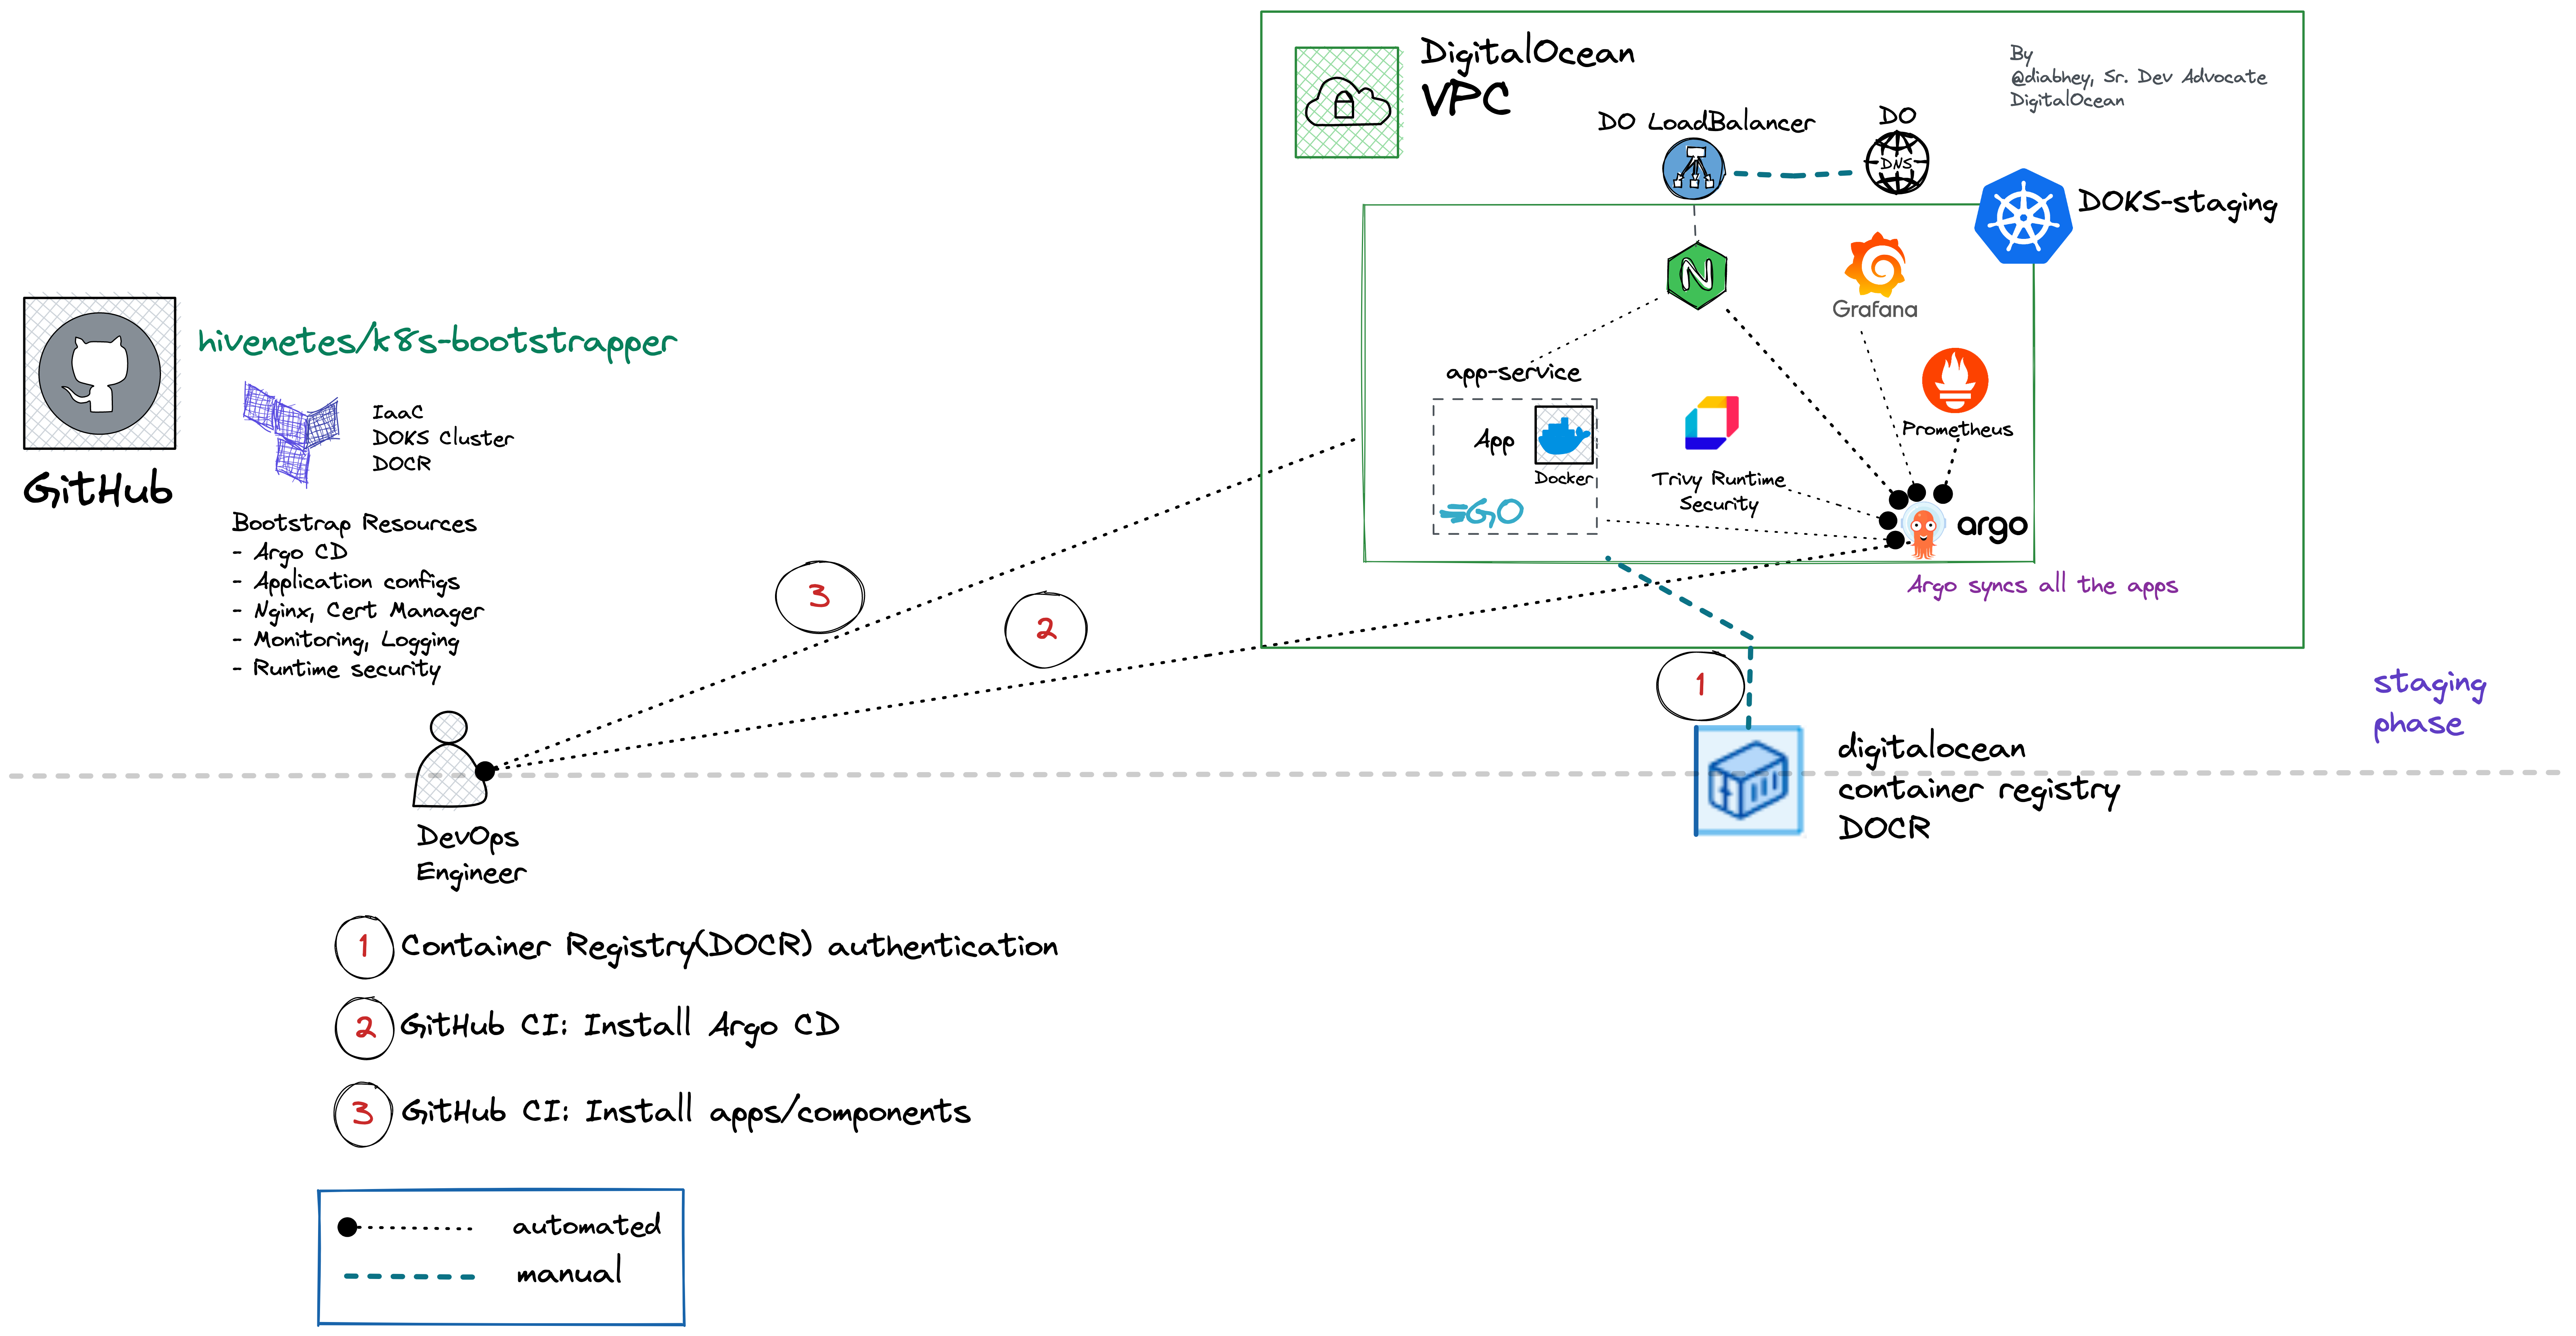 DigitalOcean
VPC
By
@diabhey, Sr. Dev Advocate
DigitalOcean
DO LoadBalancer
DO
DNS
DOKS-staging
N
Grafana
hivenetes/k8s-bootstrapper
GitHub
IaaC
DOKS Cluster
DOCR
Bootstrap Resources
- Argo CD
- Application configs
- Nginx, Cert Manager
- Monitoring, Logging
- Runtime security
app-service
App
Docker
GO
Trivy Runtime
Security
Prometheus
argo
Argo syncs all the apps
3
2
1
staging
phase
digitalocean
container registry
DOCR
DevOps
Engineer
1 Container Registry(DOCR) authentication
2 GitHub CI: Install Argo CD
3 GitHub CI: Install apps/components
automated
manual